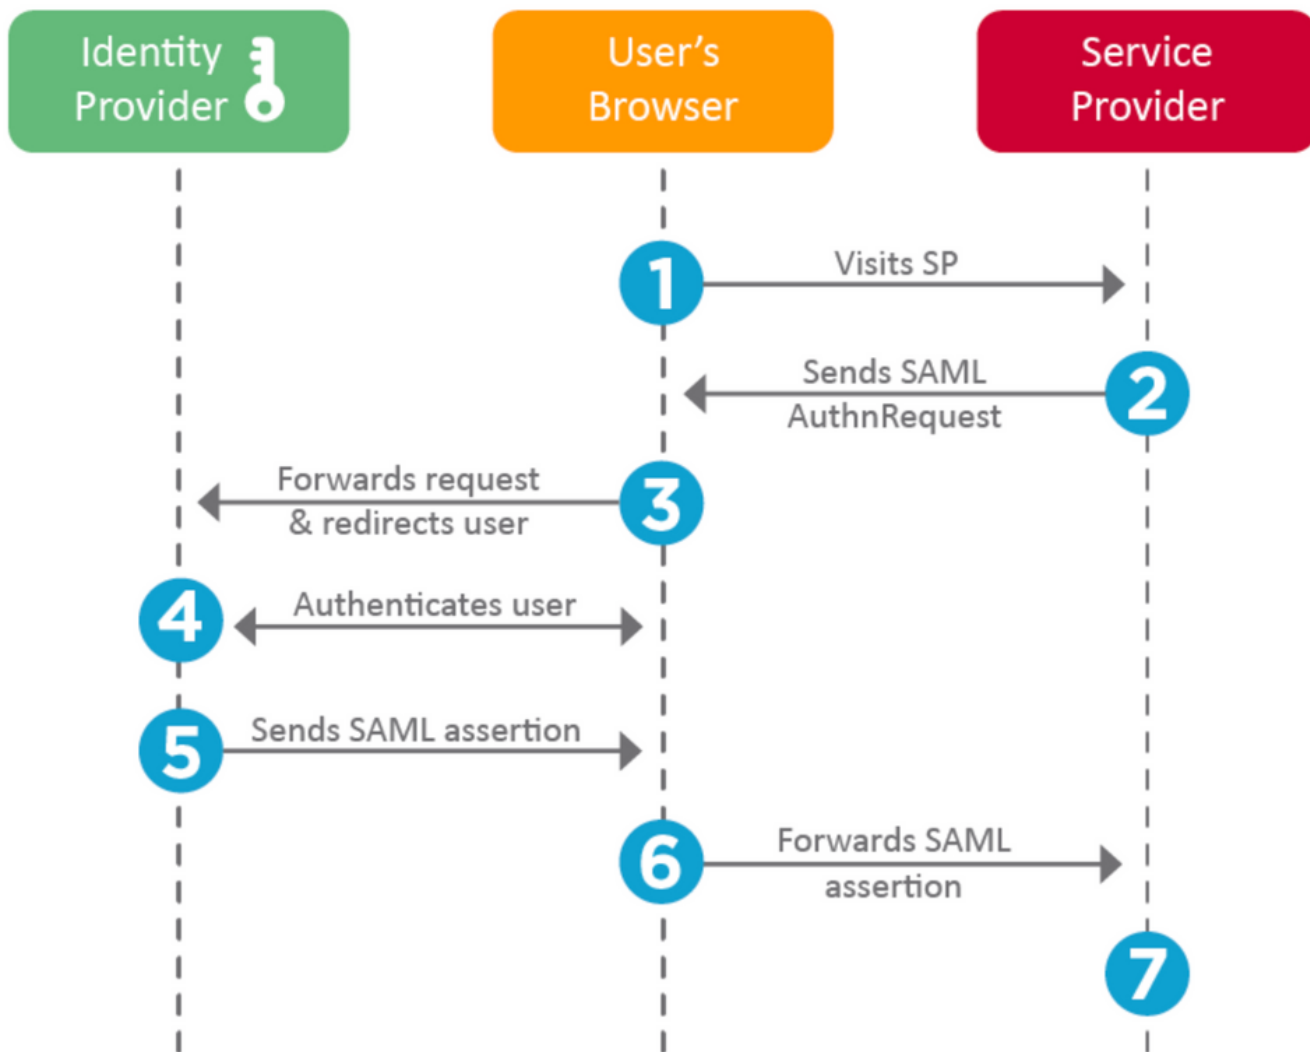 Identity
Provider
User's
Browser
Service
Provider
1
Visits SP
Sends SAML
AuthnRequest
2
Forwards request
& redirects user
3
4
Authenticates user
5
Sends SAML assertion
6
Forwards SAML
assertion
7